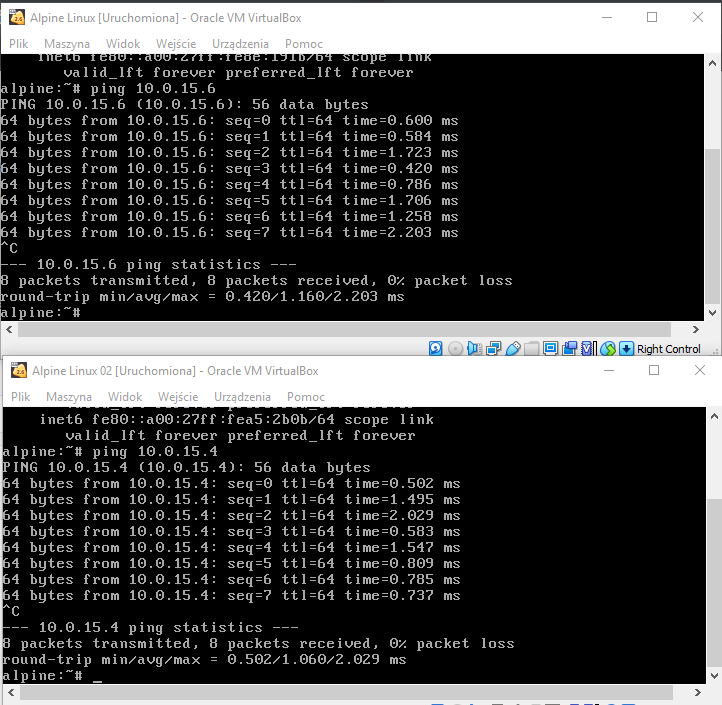 Alpine Linux [Uruchomiona] - Oracle VM VirtualBox
Plik Maszyna Widok Wejście Urządzenia Pomoc
inet6 fe80::a00:27ff:fe8e:191b/64 scope link
valid_lft forever preferred_lft forever
alpine:~# ping 10.0.15.6
PING 10.0.15.6 (10.0.15.6): 56 data bytes
64 bytes from 10.0.15.6: seq=0 ttl=64 time=0.600 ms
64 bytes from 10.0.15.6: seq=1 ttl=64 time=0.584 ms
64 bytes from 10.0.15.6: seq=2 ttl=64 time=1.723 ms
64 bytes from 10.0.15.6: seq=3 ttl=64 time=0.420 ms
64 bytes from 10.0.15.6: seq=4 ttl=64 time=0.786 ms
64 bytes from 10.0.15.6: seq=5 ttl=64 time=1.706 ms
64 bytes from 10.0.15.6: seq=6 ttl=64 time=1.258 ms
64 bytes from 10.0.15.6: seq=7 ttl=64 time=2.203 ms
^C
--- 10.0.15.6 ping statistics ---
8 packets transmitted, 8 packets received, 0% packet loss
round-trip min/avg/max = 0.420/1.160/2.203 ms
alpine:~#
Right Control
Alpine Linux 02 [Uruchomiona] - Oracle VM VirtualBox
Plik Maszyna Widok Wejście Urządzenia Pomoc
valid_lft forever preferred_lft forever
inet6 fe80::a00:27ff:fea5:2b0b/64 scope link
valid_lft forever preferred_lft forever
alpine:~# ping 10.0.15.4
PING 10.0.15.4 (10.0.15.4): 56 data bytes
64 bytes from 10.0.15.4: seq=0 ttl=64 time=0.502 ms
64 bytes from 10.0.15.4: seq=1 ttl=64 time=1.495 ms
64 bytes from 10.0.15.4: seq=2 ttl=64 time=2.029 ms
64 bytes from 10.0.15.4: seq=3 ttl=64 time=0.583 ms
64 bytes from 10.0.15.4: seq=4 ttl=64 time=1.547 ms
64 bytes from 10.0.15.4: seq=5 ttl=64 time=0.809 ms
64 bytes from 10.0.15.4: seq=6 ttl=64 time=0.785 ms
64 bytes from 10.0.15.4: seq=7 ttl=64 time=0.737 ms
^C
--- 10.0.15.4 ping statistics ---
8 packets transmitted, 8 packets received, 0% packet loss
round-trip min/avg/max = 0.502/1.060/2.029 ms
alpine:~# _